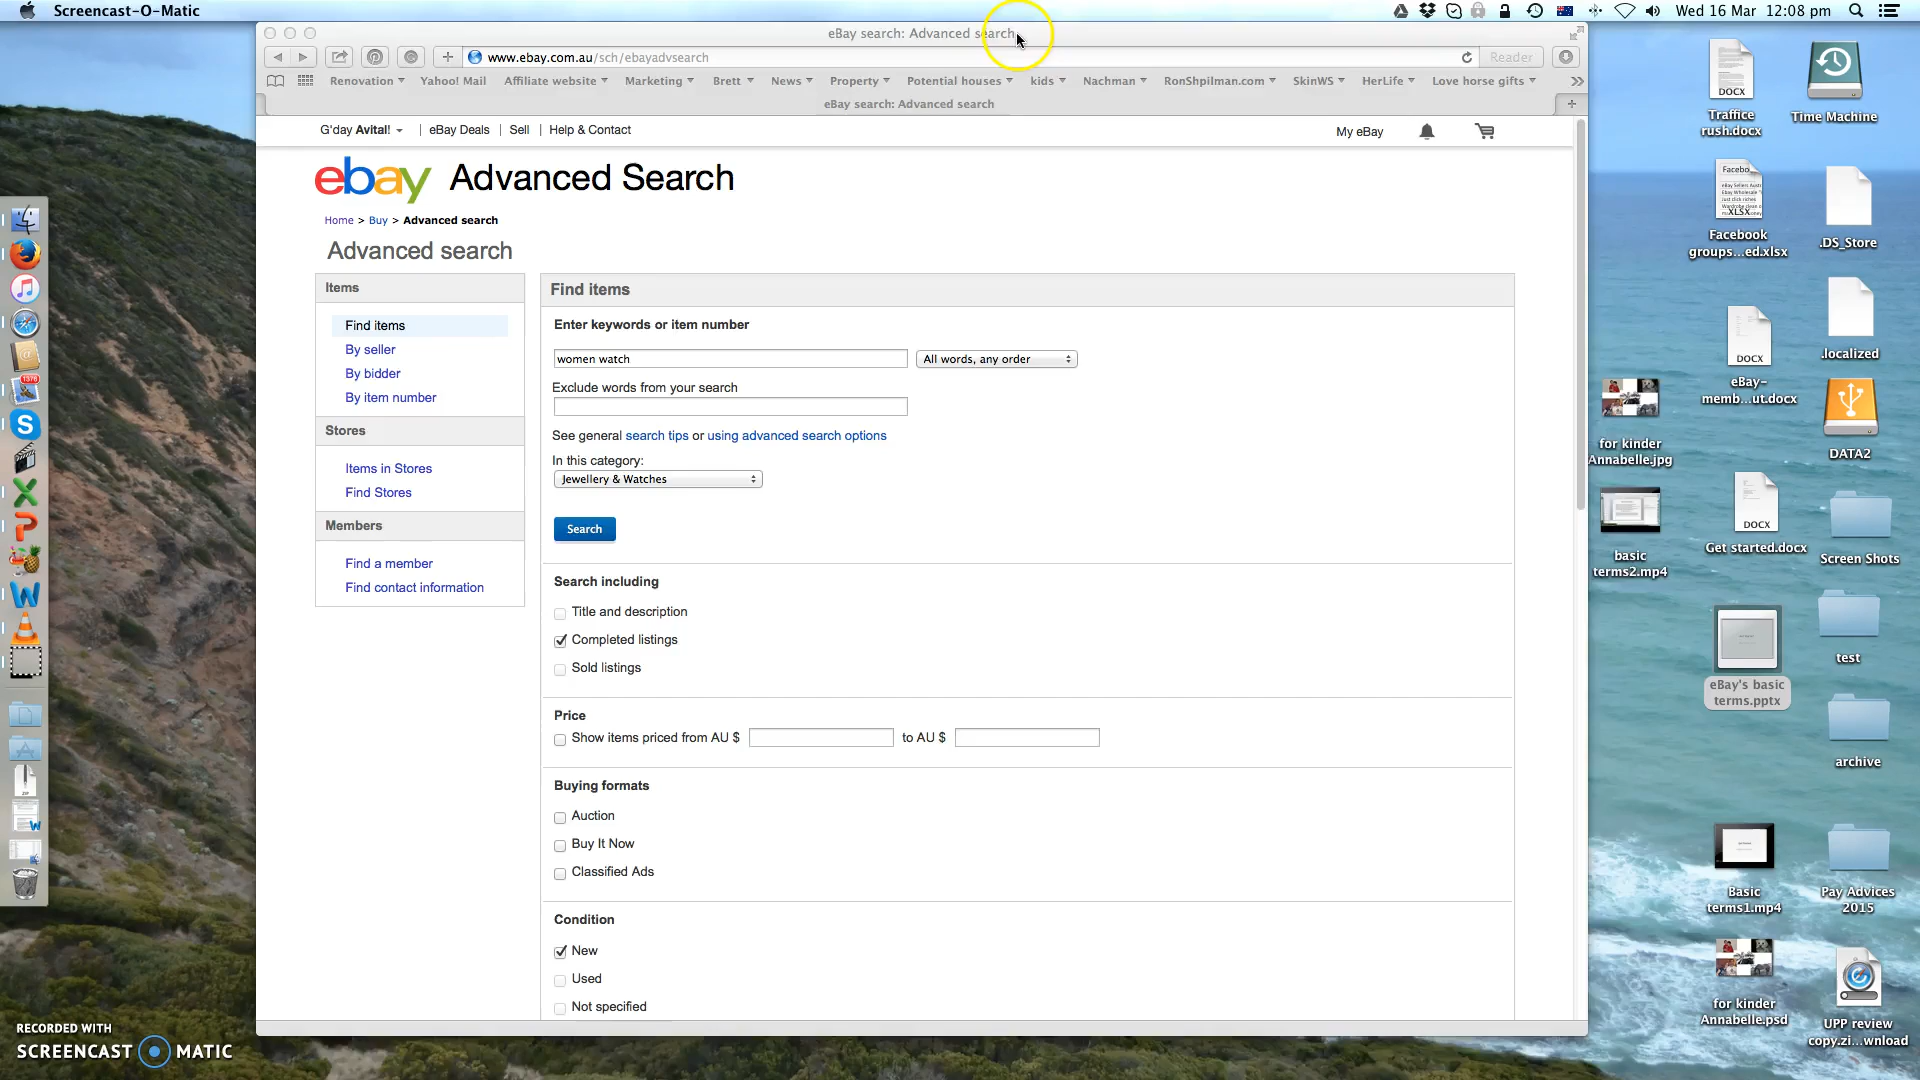 Screencast-O-Matic
Wed 16 Mar 12:08 pm
eBay search: Advanced search
www.ebay.com.au/sch/ebayadvsearch
Reader
Renovation
Yahoo! Mail
Affiliate website
Marketing
Brett
News
Property
Potential houses
kids
Nachman
RonShpilman.com
SkinWS
HerLife
Love horse gifts
eBay search: Advanced search
G'day Avital!
eBay Deals
Sell
Help & Contact
My eBay
ebay Advanced Search
Home > Buy > Advanced search
Advanced search
Items
Find items
By seller
By bidder
By item number
Stores
Items in Stores
Find Stores
Members
Find a member
Find contact information
Find items
Enter keywords or item number
women watch
All words, any order
Exclude words from your search
See general search tips or using advanced search options
In this category:
Jewellery & Watches
Search
Search including
Title and description
Completed listings
Sold listings
Price
Show items priced from AU $
to AU $
Buying formats
Auction
Buy It Now
Classified Ads
Condition
New
Used
Not specified
DOCX
Traffice
rush.docx
Time Machine
XLSX
Facebook
groups...ed.xlsx
.DS_Store
DOCX
eBay-
memb...ut.docx
.localized
for kinder
Annabelle.jpg
DATA2
basic
terms2.mp4
DOCX
Get started.docx
Screen Shots
eBay's basic
terms.pptx
test
archive
Basic
terms1.mp4
Pay Advices
2015
for kinder
Annabelle.psd
UPP review
copy.zi...wnload
1376
RECORDED WITH
SCREENCAST MATIC